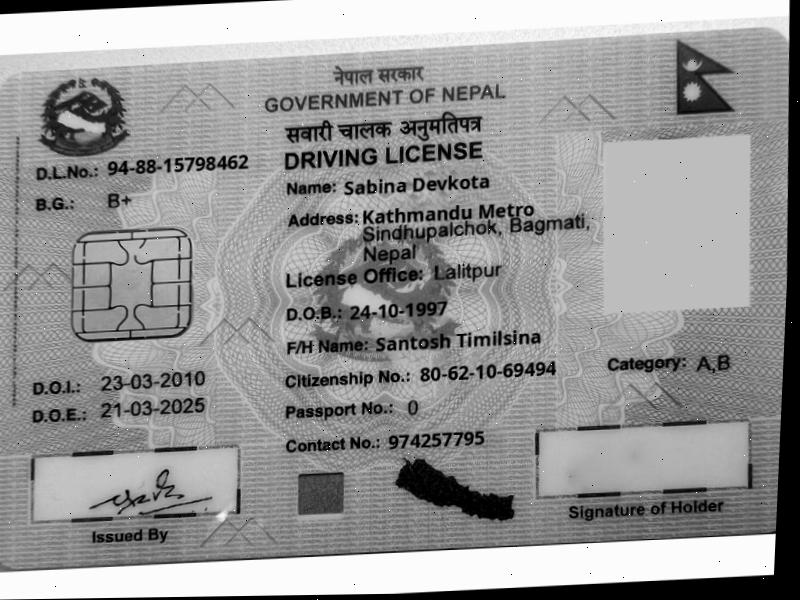 नेपाल सरकार
GOVERNMENT OF NEPAL
सवारी चालक अनुमतिपत्र
DRIVING LICENSE
D.L.No.: 94-88-15798462
B.G.: B+
Name: Sabina Devkota
Address: Kathmandu Metro
Sindhupalchok, Bagmati,
Nepal
License Office: Lalitpur
D.O.B.: 24-10-1997
F/H Name: Santosh Timilsina
Citizenship No.: 80-62-10-69494
Category: A,B
D.O.I.: 23-03-2010
D.O.E.: 21-03-2025
Passport No.: 0
Contact No.: 974257795
Issued By
Signature of Holder